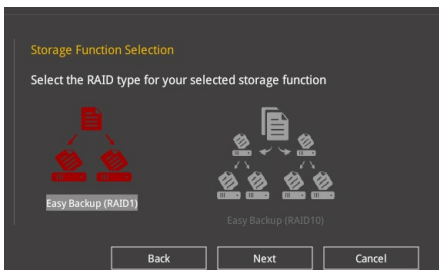 Storage Function Selection
Select the RAID type for your selected storage function
Easy Backup (RAID1)
Easy Backup (RAID10)
Back
Next
Cancel